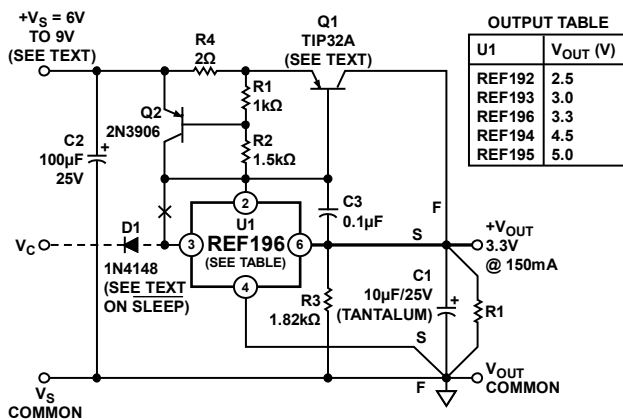 +VS = 6V
TO 9V
(SEE TEXT)
R4
2Ω
Q1
TIP32A
(SEE TEXT)
OUTPUT TABLE
U1
VOUT (V)
REF192
2.5
REF193
3.0
REF196
3.3
REF194
4.5
REF195
5.0
R1
1kΩ
Q2
2N3906
R2
1.5kΩ
C2
100µF
25V
+
C3
0.1µF
F
S
+VOUT
3.3V
@ 150mA
2
U1
REF196
(SEE TABLE)
3
6
4
VC
D1
1N4148
(SEE TEXT
ON SLEEP)
R3
1.82kΩ
C1
10µF/25V
(TANTALUM)
+
R1
S
F
VS
COMMON
VOUT
COMMON